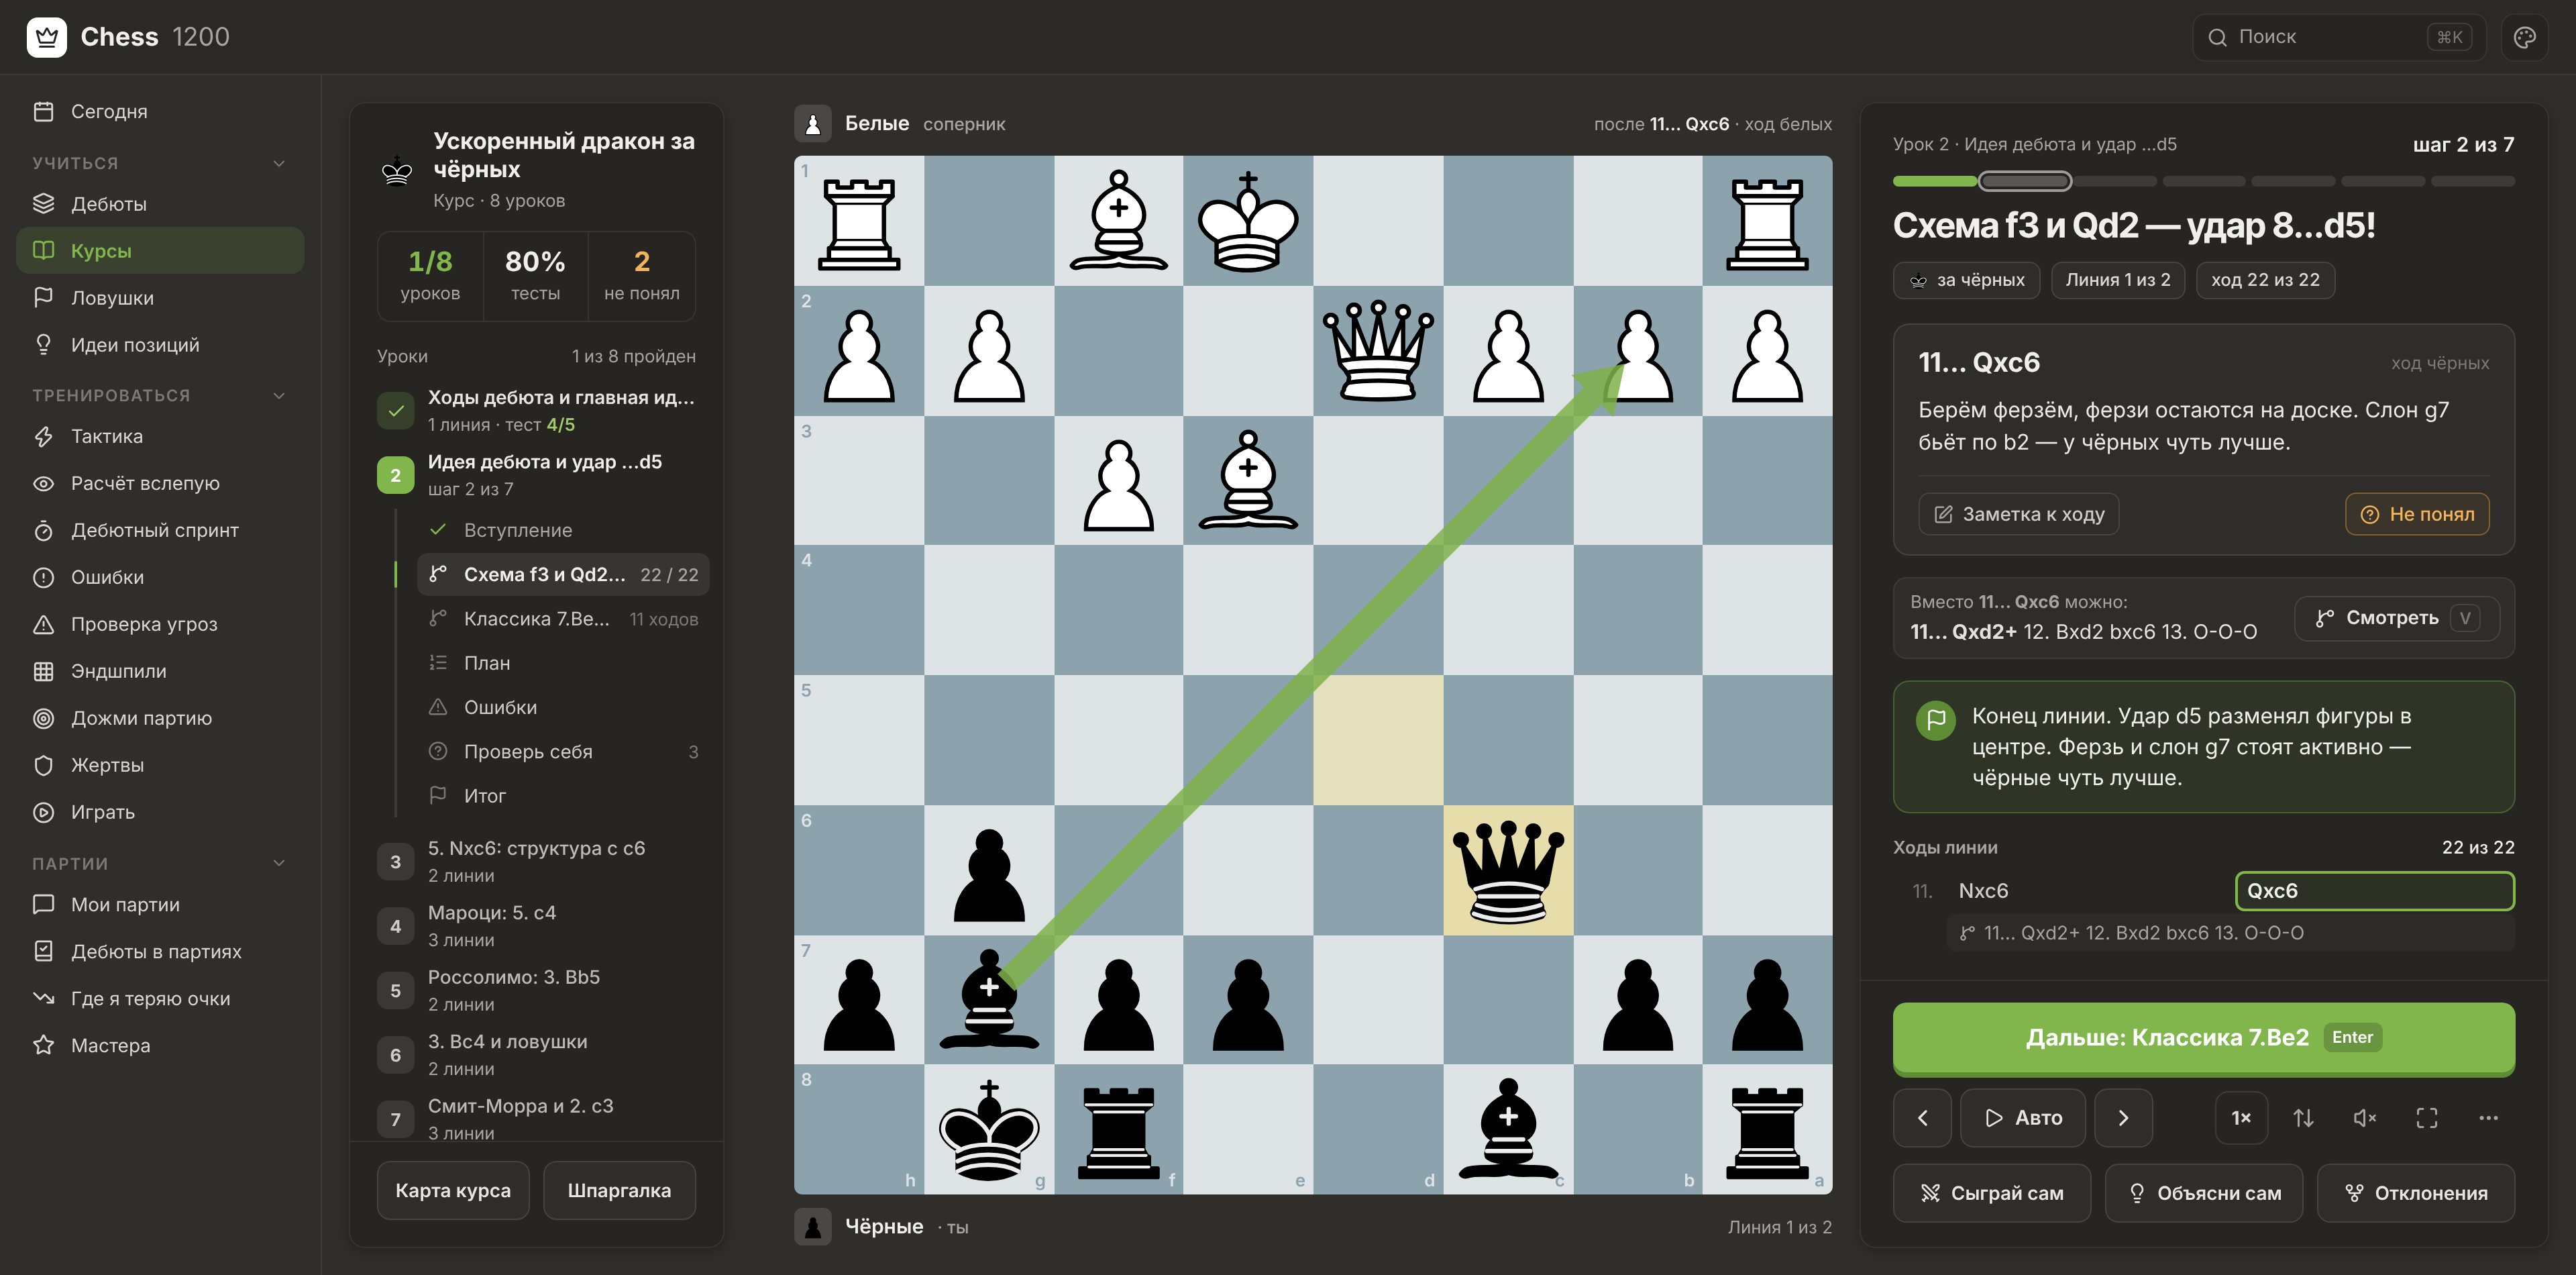 Chess 1200
Поиск ⌘K
Сегодня
УЧИТЬСЯ
Дебюты
Курсы
Ловушки
Идеи позиций
ТРЕНИРОВАТЬСЯ
Тактика
Расчёт вслепую
Дебютный спринт
Ошибки
Проверка угроз
Эндшпили
Дожми партию
Жертвы
Играть
ПАРТИИ
Мои партии
Дебюты в партиях
Где я теряю очки
Мастера
Ускоренный дракон за
чёрных
Курс · 8 уроков
1/8 80% 2
уроков тесты не понял
Уроки 1 из 8 пройден
Ходы дебюта и главная ид...
1 линия · тест 4/5
2 Идея дебюта и удар ...d5
шаг 2 из 7
Вступление
Схема f3 и Qd2... 22 / 22
Классика 7.Be... 11 ходов
План
Ошибки
Проверь себя 3
Итог
3 5. Nxc6: структура с c6
2 линии
4 Мароци: 5. c4
3 линии
5 Россолимо: 3. Bb5
2 линии
6 3. Bc4 и ловушки
2 линии
7 Смит-Морра и 2. c3
3 линии
Карта курса Шпаргалка
Белые соперник после 11... Qxc6 · ход белых
1
2
3
4
5
6
7
8
h g f e d c b a
Чёрные · ты Линия 1 из 2
Урок 2 · Идея дебюта и удар ...d5 шаг 2 из 7
Схема f3 и Qd2 — удар 8...d5!
за чёрных Линия 1 из 2 ход 22 из 22
11... Qxc6 ход чёрных
Берём ферзём, ферзи остаются на доске. Слон g7
бьёт по b2 — у чёрных чуть лучше.
Заметка к ходу Не понял
Вместо 11... Qxc6 можно:
11... Qxd2+ 12. Bxd2 bxc6 13. O-O-O
Смотреть V
Конец линии. Удар d5 разменял фигуры в
центре. Ферзь и слон g7 стоят активно —
чёрные чуть лучше.
Ходы линии 22 из 22
11. Nxc6 Qxc6
11... Qxd2+ 12. Bxd2 bxc6 13. O-O-O
Дальше: Классика 7.Be2 Enter
Авто 1×
Сыграй сам Объясни сам Отклонения